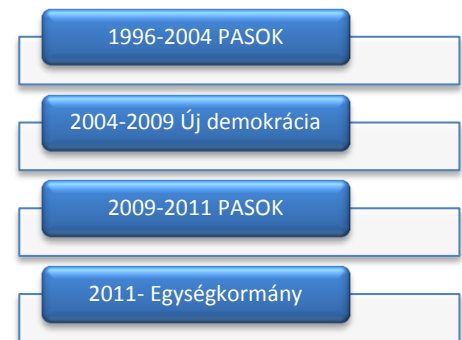 1996-2004 PASOK
2004-2009 Új demokrácia
2009-2011 PASOK
2011- Egységkormány